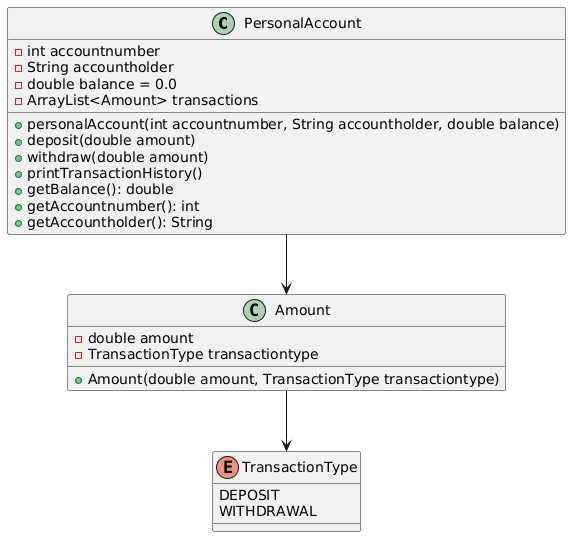 C PersonalAccount
int accountnumber
String accountholder
double balance = 0.0
ArrayList<Amount> transactions
personalAccount(int accountnumber, String accountholder, double balance)
deposit(double amount)
withdraw(double amount)
printTransactionHistory()
getBalance(): double
getAccountnumber(): int
getAccountholder(): String
C Amount
double amount
TransactionType transactiontype
Amount(double amount, TransactionType transactiontype)
E TransactionType
DEPOSIT
WITHDRAWAL